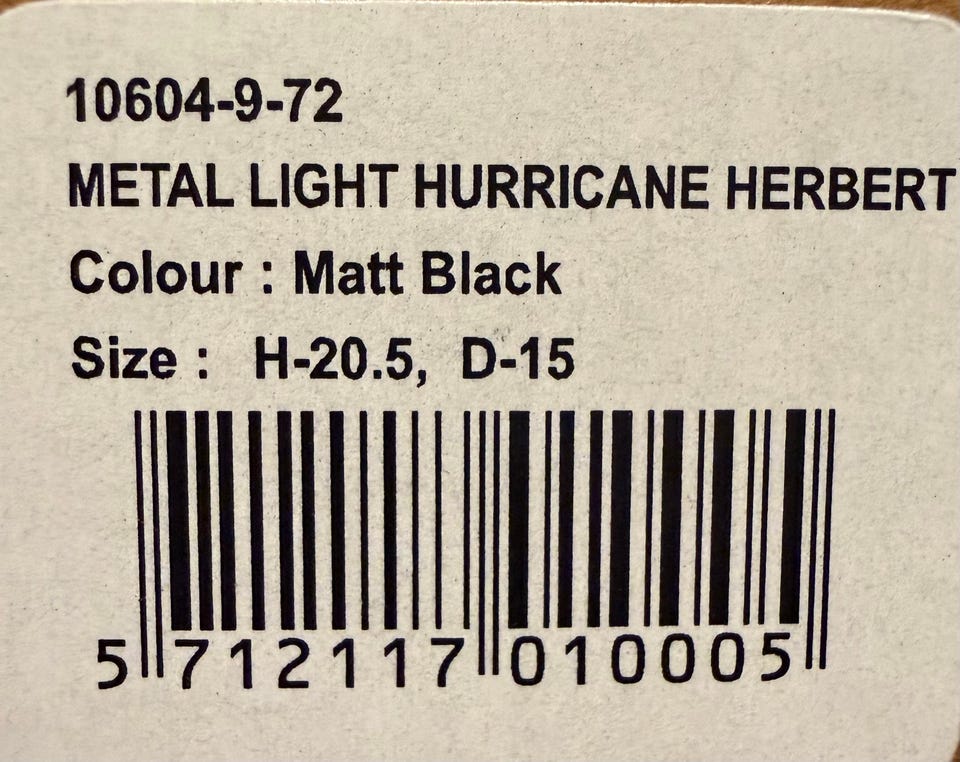 10604-9-72
METAL LIGHT HURRICANE HERBERT
Colour : Matt Black
Size : H-20.5, D-15
5 712117 010005